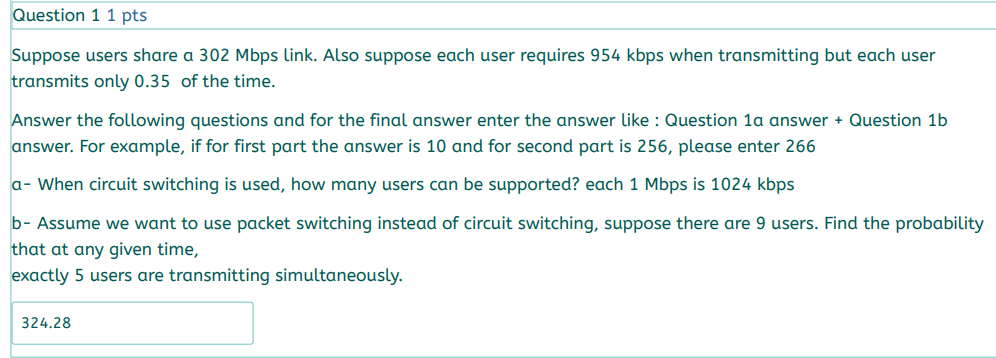 Question 1 1 pts
Suppose users share a 302 Mbps link. Also suppose each user requires 954 kbps when transmitting but each user
transmits only 0.35 of the time.
Answer the following questions and for the final answer enter the answer like : Question 1a answer + Question 1b
answer. For example, if for first part the answer is 10 and for second part is 256, please enter 266
a- When circuit switching is used, how many users can be supported? each 1 Mbps is 1024 kbps
b- Assume we want to use packet switching instead of circuit switching, suppose there are 9 users. Find the probability
that at any given time,
exactly 5 users are transmitting simultaneously.
324.28